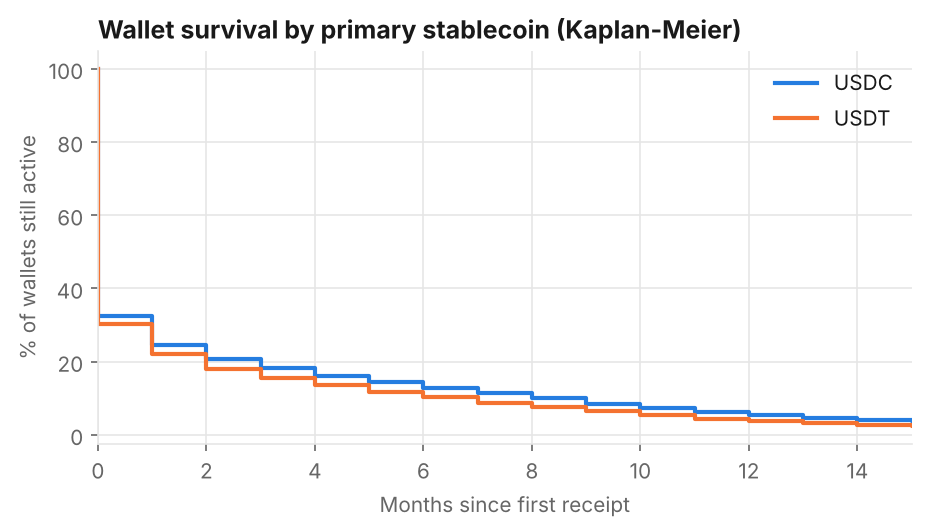 Wallet survival by primary stablecoin (Kaplan-Meier)
USDC
USDT
% of wallets still active
100
80
60
40
20
0
0 2 4 6 8 10 12 14
Months since first receipt